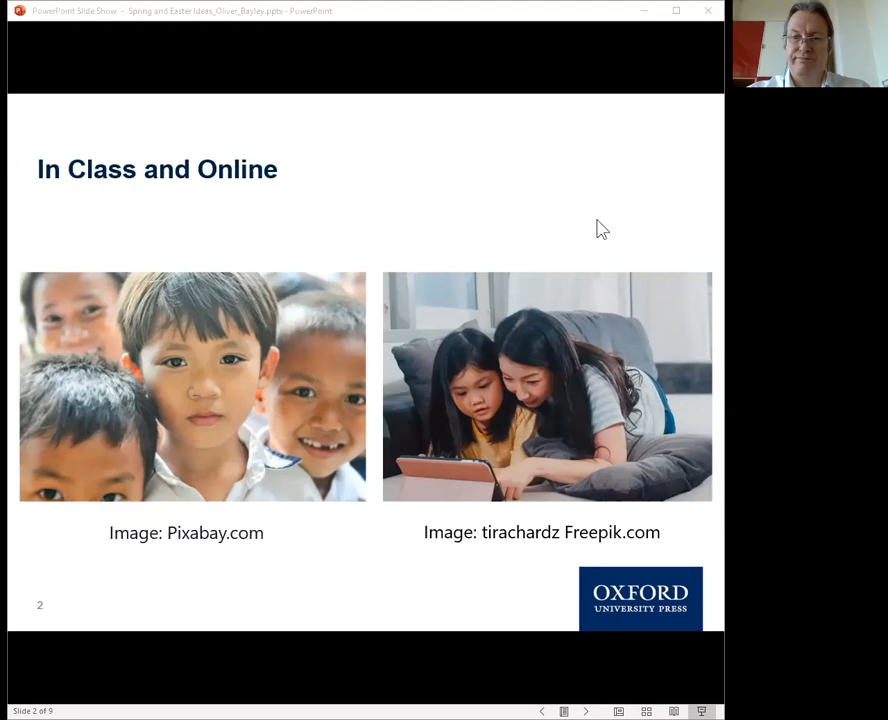 PowerPoint Slide Show - Spring and Easter Ideas_Oliver_Bayley.pptx - PowerPoint
In Class and Online
Image: Pixabay.com
Image: tirachardz Freepik.com
2
OXFORD
UNIVERSITY PRESS
Slide 2 of 9